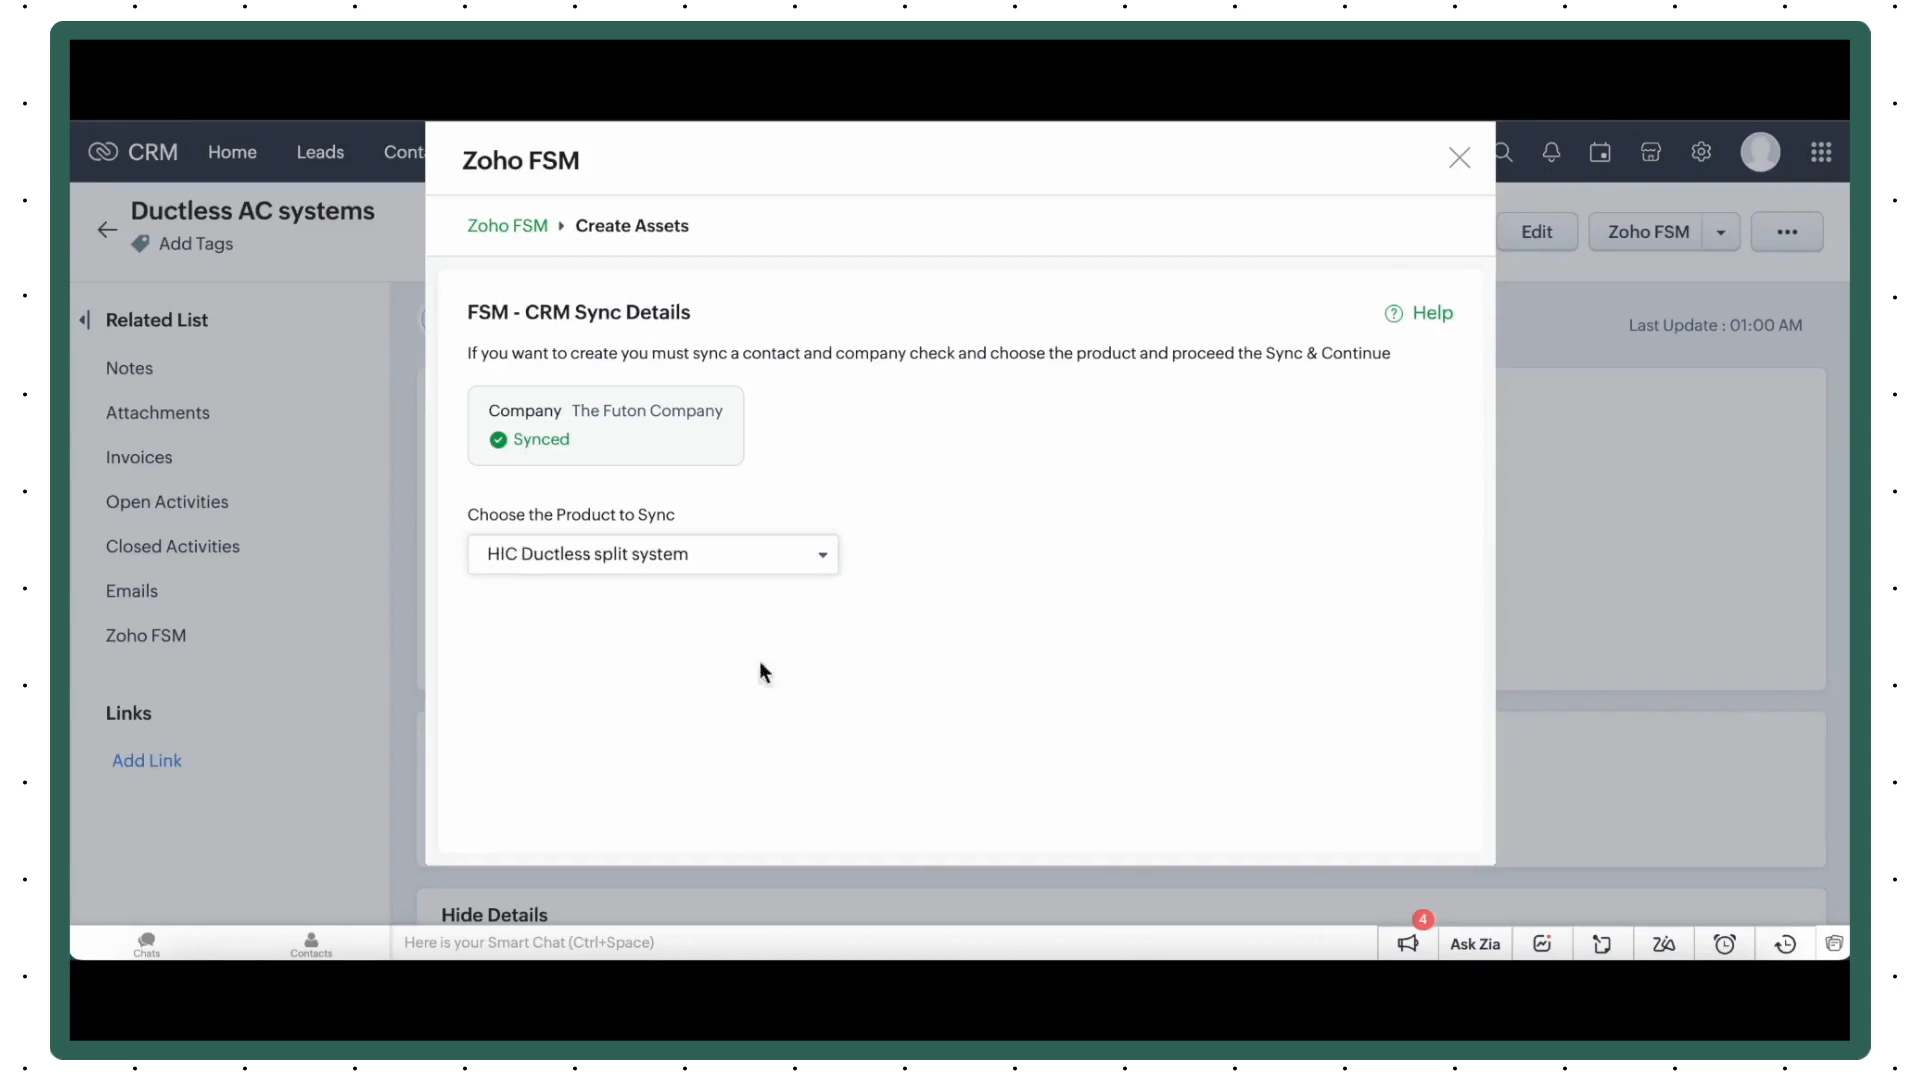 CRM
Home
Leads
Cont
Zoho FSM
Ductless AC systems
Add Tags
Zoho FSM
Create Assets
Edit
Zoho FSM
Related List
Notes
Attachments
Invoices
Open Activities
Closed Activities
Emails
Zoho FSM
Links
Add Link
FSM - CRM Sync Details
Help
If you want to create you must sync a contact and company check and choose the product and proceed the Sync & Continue
Company The Futon Company
Synced
Choose the Product to Sync
HIC Ductless split system
Last Update : 01:00 AM
Hide Details
Chats
Contacts
Here is your Smart Chat (Ctrl+Space)
4
Ask Zia